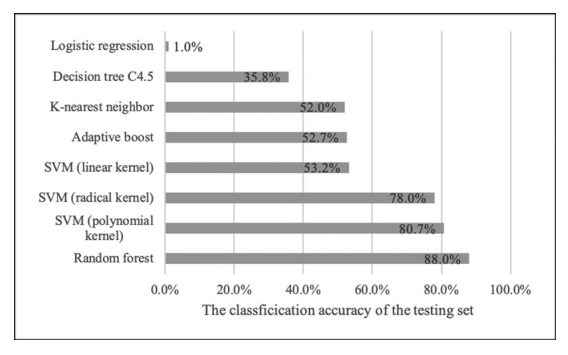 Logistic regression 1.0%
Decision tree C4.5 35.8%
K-nearest neighbor 52.0%
Adaptive boost 52.7%
SVM (linear kernel) 53.2%
SVM (radical kernel) 78.0%
SVM (polynomial
kernel) 80.7%
Random forest 88.0%
0.0% 20.0% 40.0% 60.0% 80.0% 100.0%
The classficication accuracy of the testing set